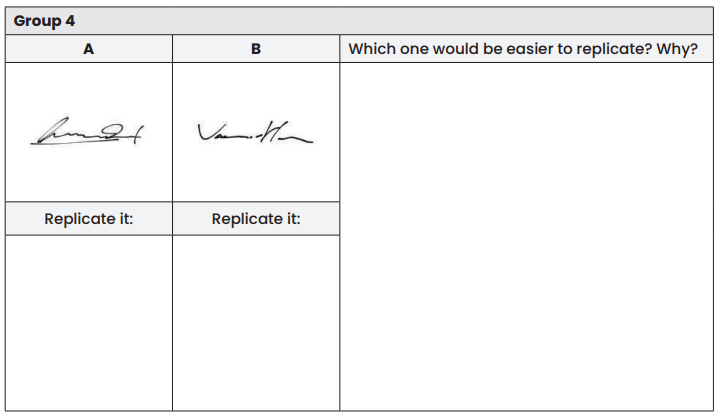 Group 4
A
B
Which one would be easier to replicate? Why?
Replicate it:
Replicate it: